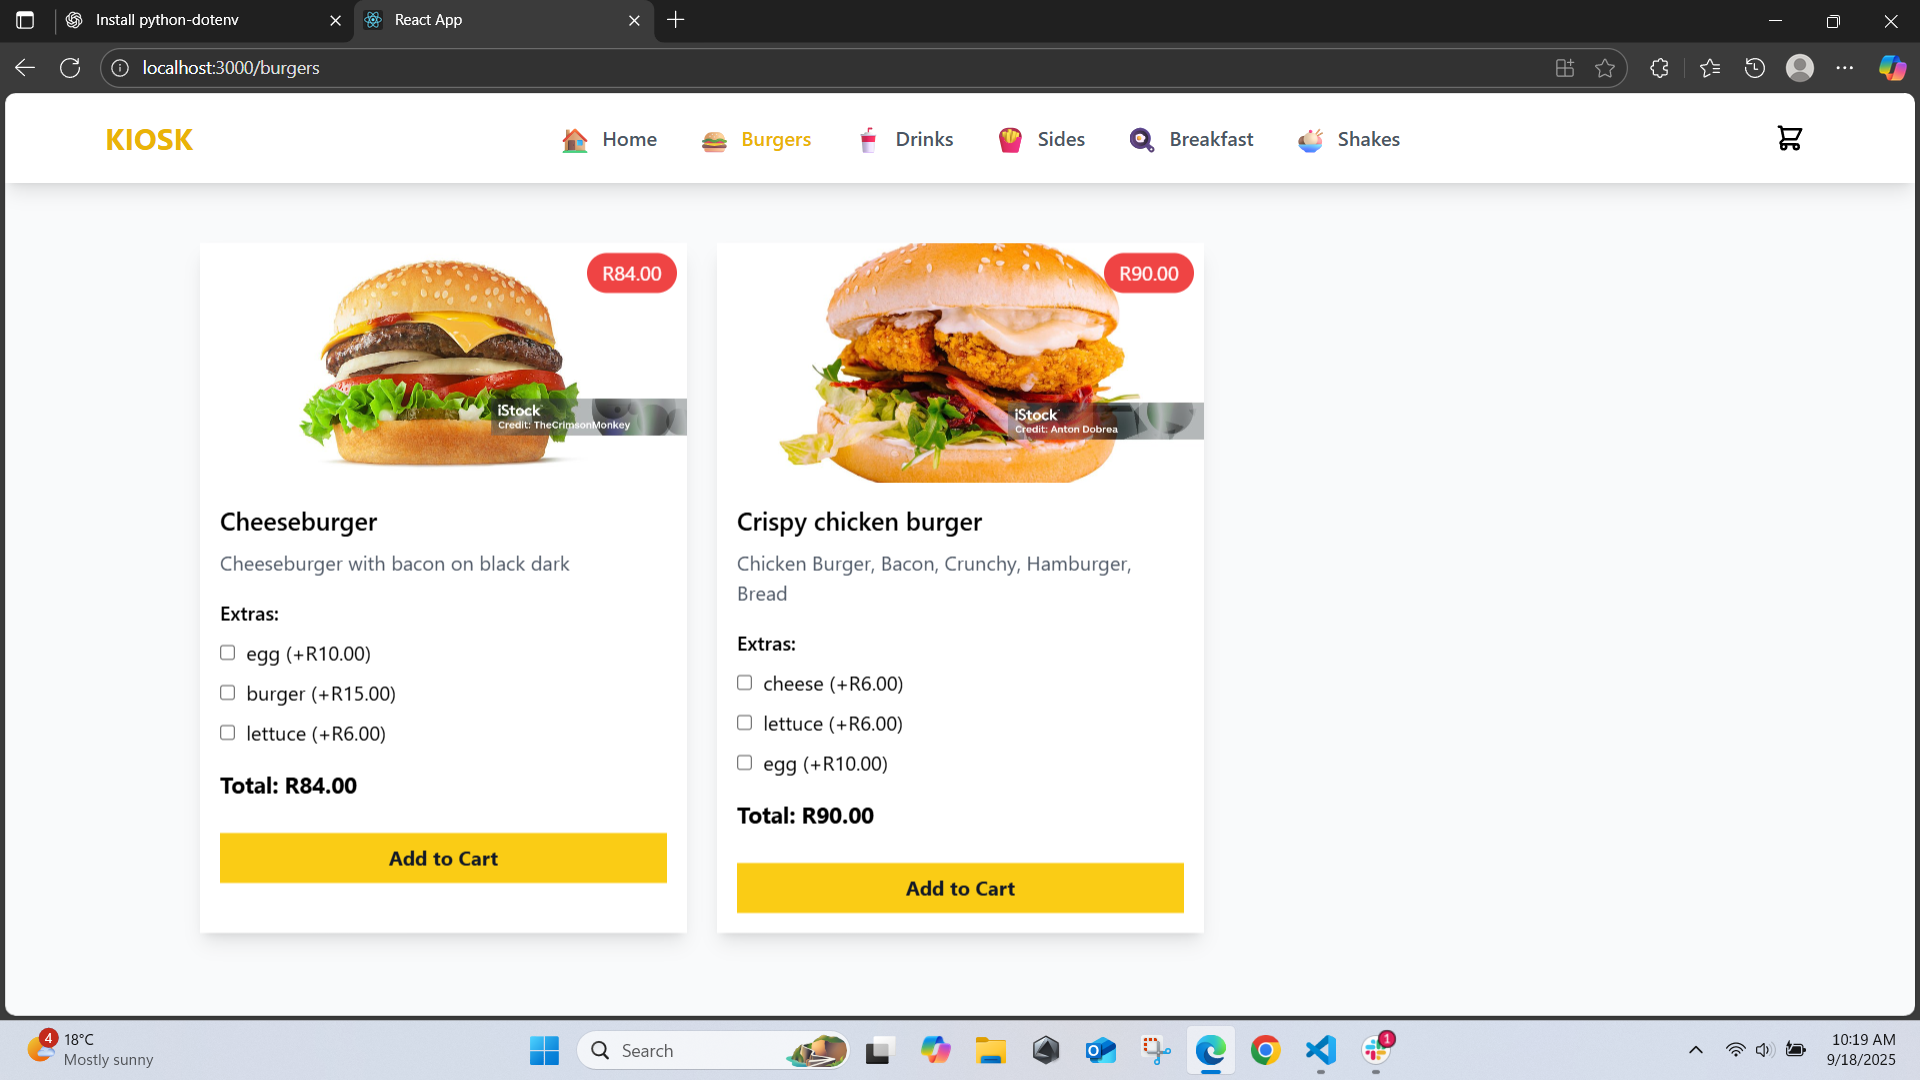 Install python-dotenv
React App
localhost:3000/burgers
KIOSK
Home
Burgers
Drinks
Sides
Breakfast
Shakes
R84.00
iStock
Credit: TheCrimsonMonkey
Cheeseburger
Cheeseburger with bacon on black dark
Extras:
egg (+R10.00)
burger (+R15.00)
lettuce (+R6.00)
Total: R84.00
Add to Cart
R90.00
iStock
Credit: Anton Dobrea
Crispy chicken burger
Chicken Burger, Bacon, Crunchy, Hamburger,
Bread
Extras:
cheese (+R6.00)
lettuce (+R6.00)
egg (+R10.00)
Total: R90.00
Add to Cart
4
18°C
Mostly sunny
Search
1
10:19 AM
9/18/2025